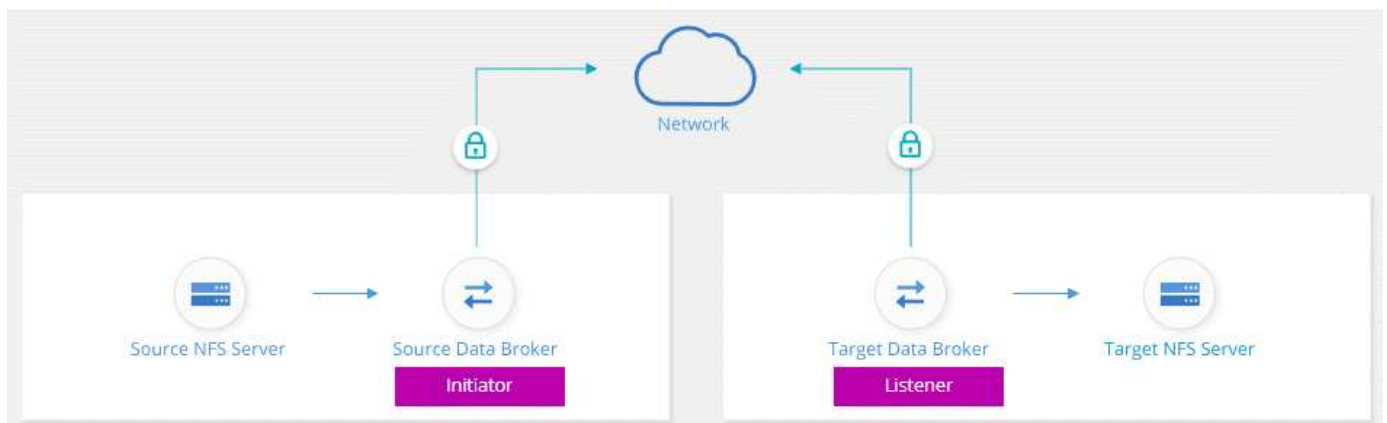 Network
Source NFS Server
Source Data Broker
Target Data Broker
Target NFS Server
Initiator
Listener